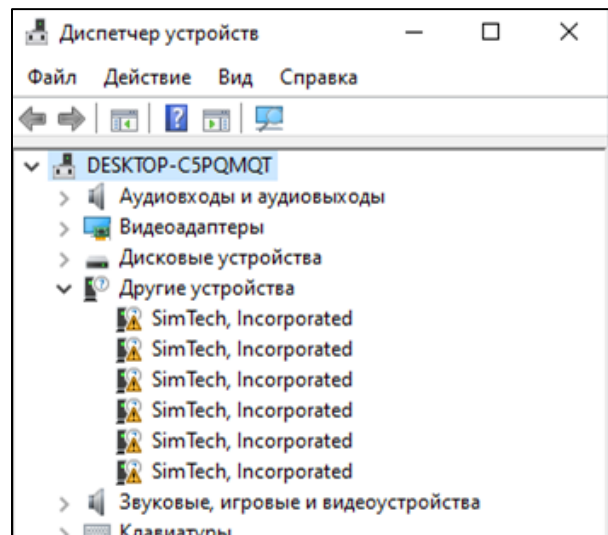 Диспетчер устройств
Файл Действие Вид Справка
DESKTOP-C5PQMQT
Аудиовходы и аудиовыходы
Видеоадаптеры
Дисковые устройства
Другие устройства
SimTech, Incorporated
SimTech, Incorporated
SimTech, Incorporated
SimTech, Incorporated
SimTech, Incorporated
SimTech, Incorporated
Звуковые, игровые и видеоустройства
Клавиатуры